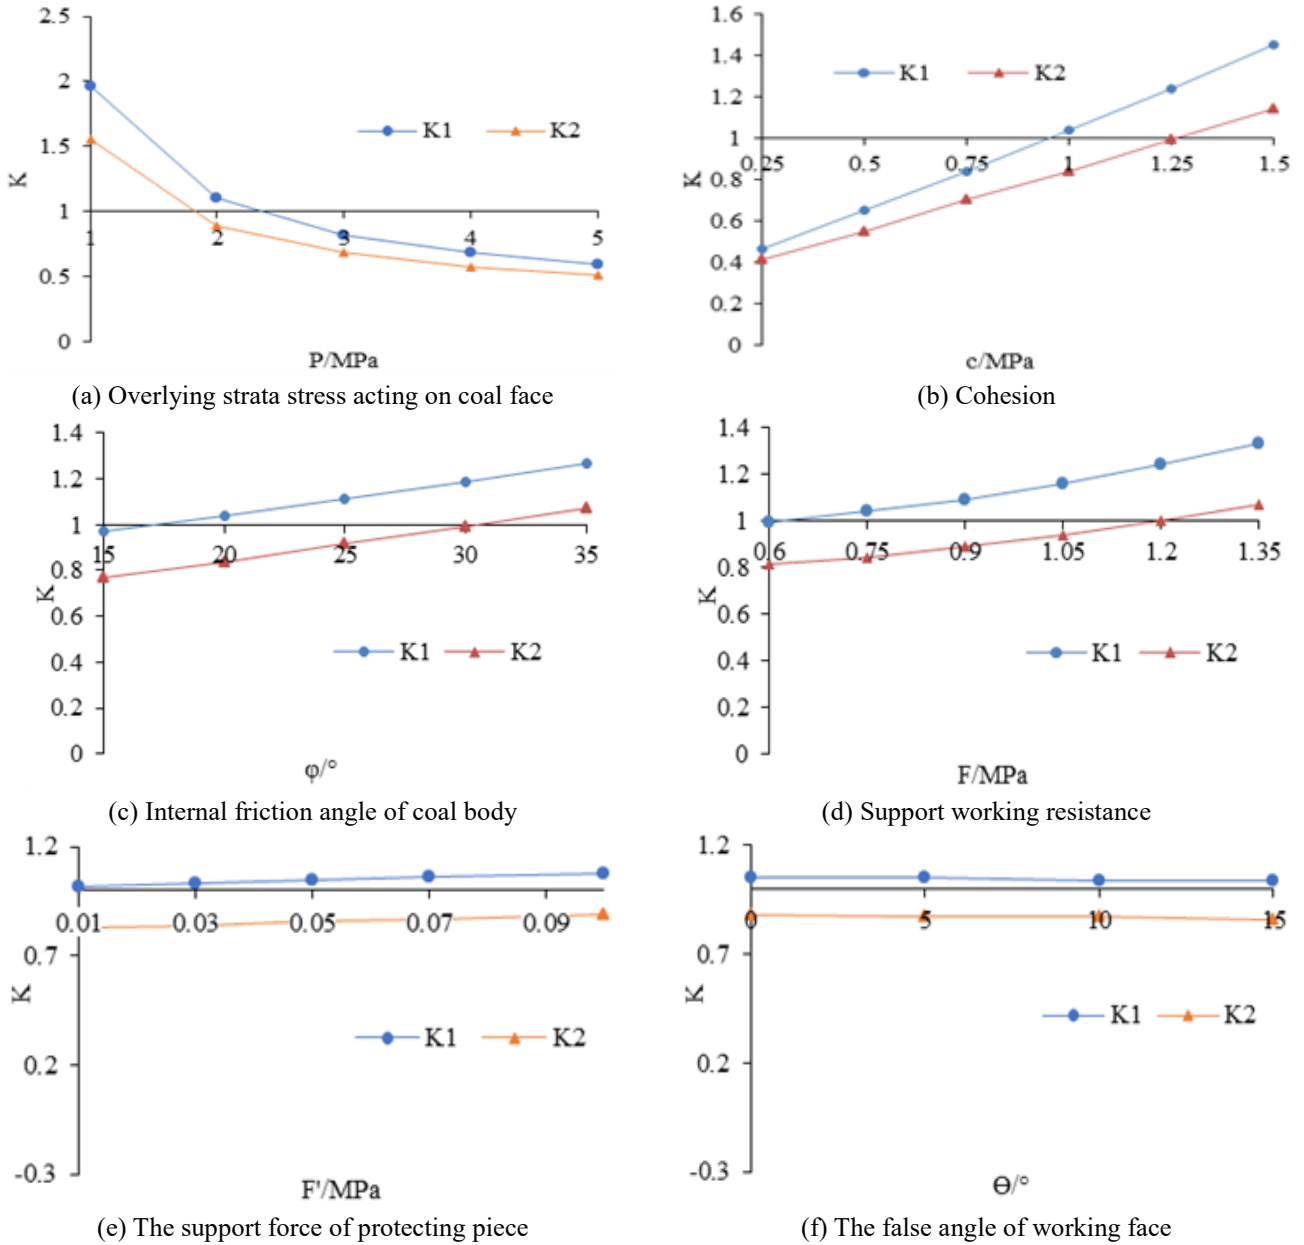 2.5
2
1.5
1
0.5
0
K
K1 K2
1 2 3 4 5
P/MPa
(a) Overlying strata stress acting on coal face
1.6
1.4
1.2
1
0.8
0.6
0.4
0.2
0
K
K1 K2
0.25 0.5 0.75 1 1.25 1.5
c/MPa
(b) Cohesion
1.4
1.2
1
0.8
0.6
0.4
0.2
0
K
15 20 25 30 35
K1 K2
φ/°
(c) Internal friction angle of coal body
1.4
1.2
1
0.8
0.6
0.4
0.2
0
K
0.6 0.75 0.9 1.05 1.2 1.35
K1 K2
F/MPa
(d) Support working resistance
1.2
0.7
0.2
-0.3
K
0.01 0.03 0.05 0.07 0.09
K1 K2
F'/MPa
(e) The support force of protecting piece
1.2
0.7
0.2
-0.3
K
0 5 10 15
K1 K2
Ɵ/°
(f) The false angle of working face